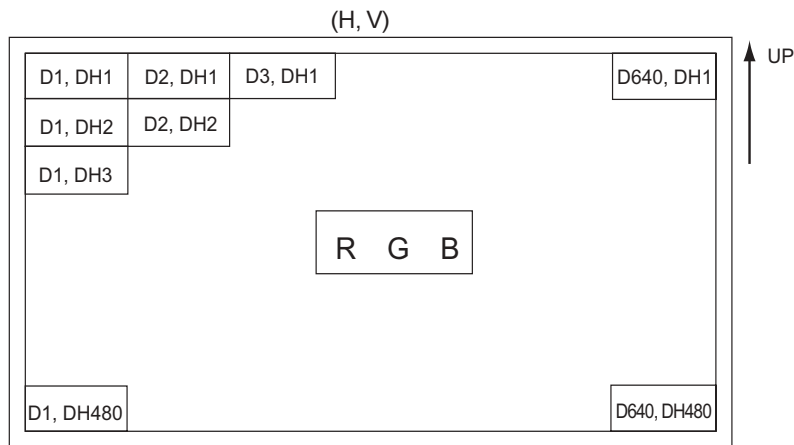 (H, V)
UP
D1, DH1 D2, DH1 D3, DH1 D640, DH1
D1, DH2 D2, DH2
D1, DH3
R G B
D1, DH480 D640, DH480